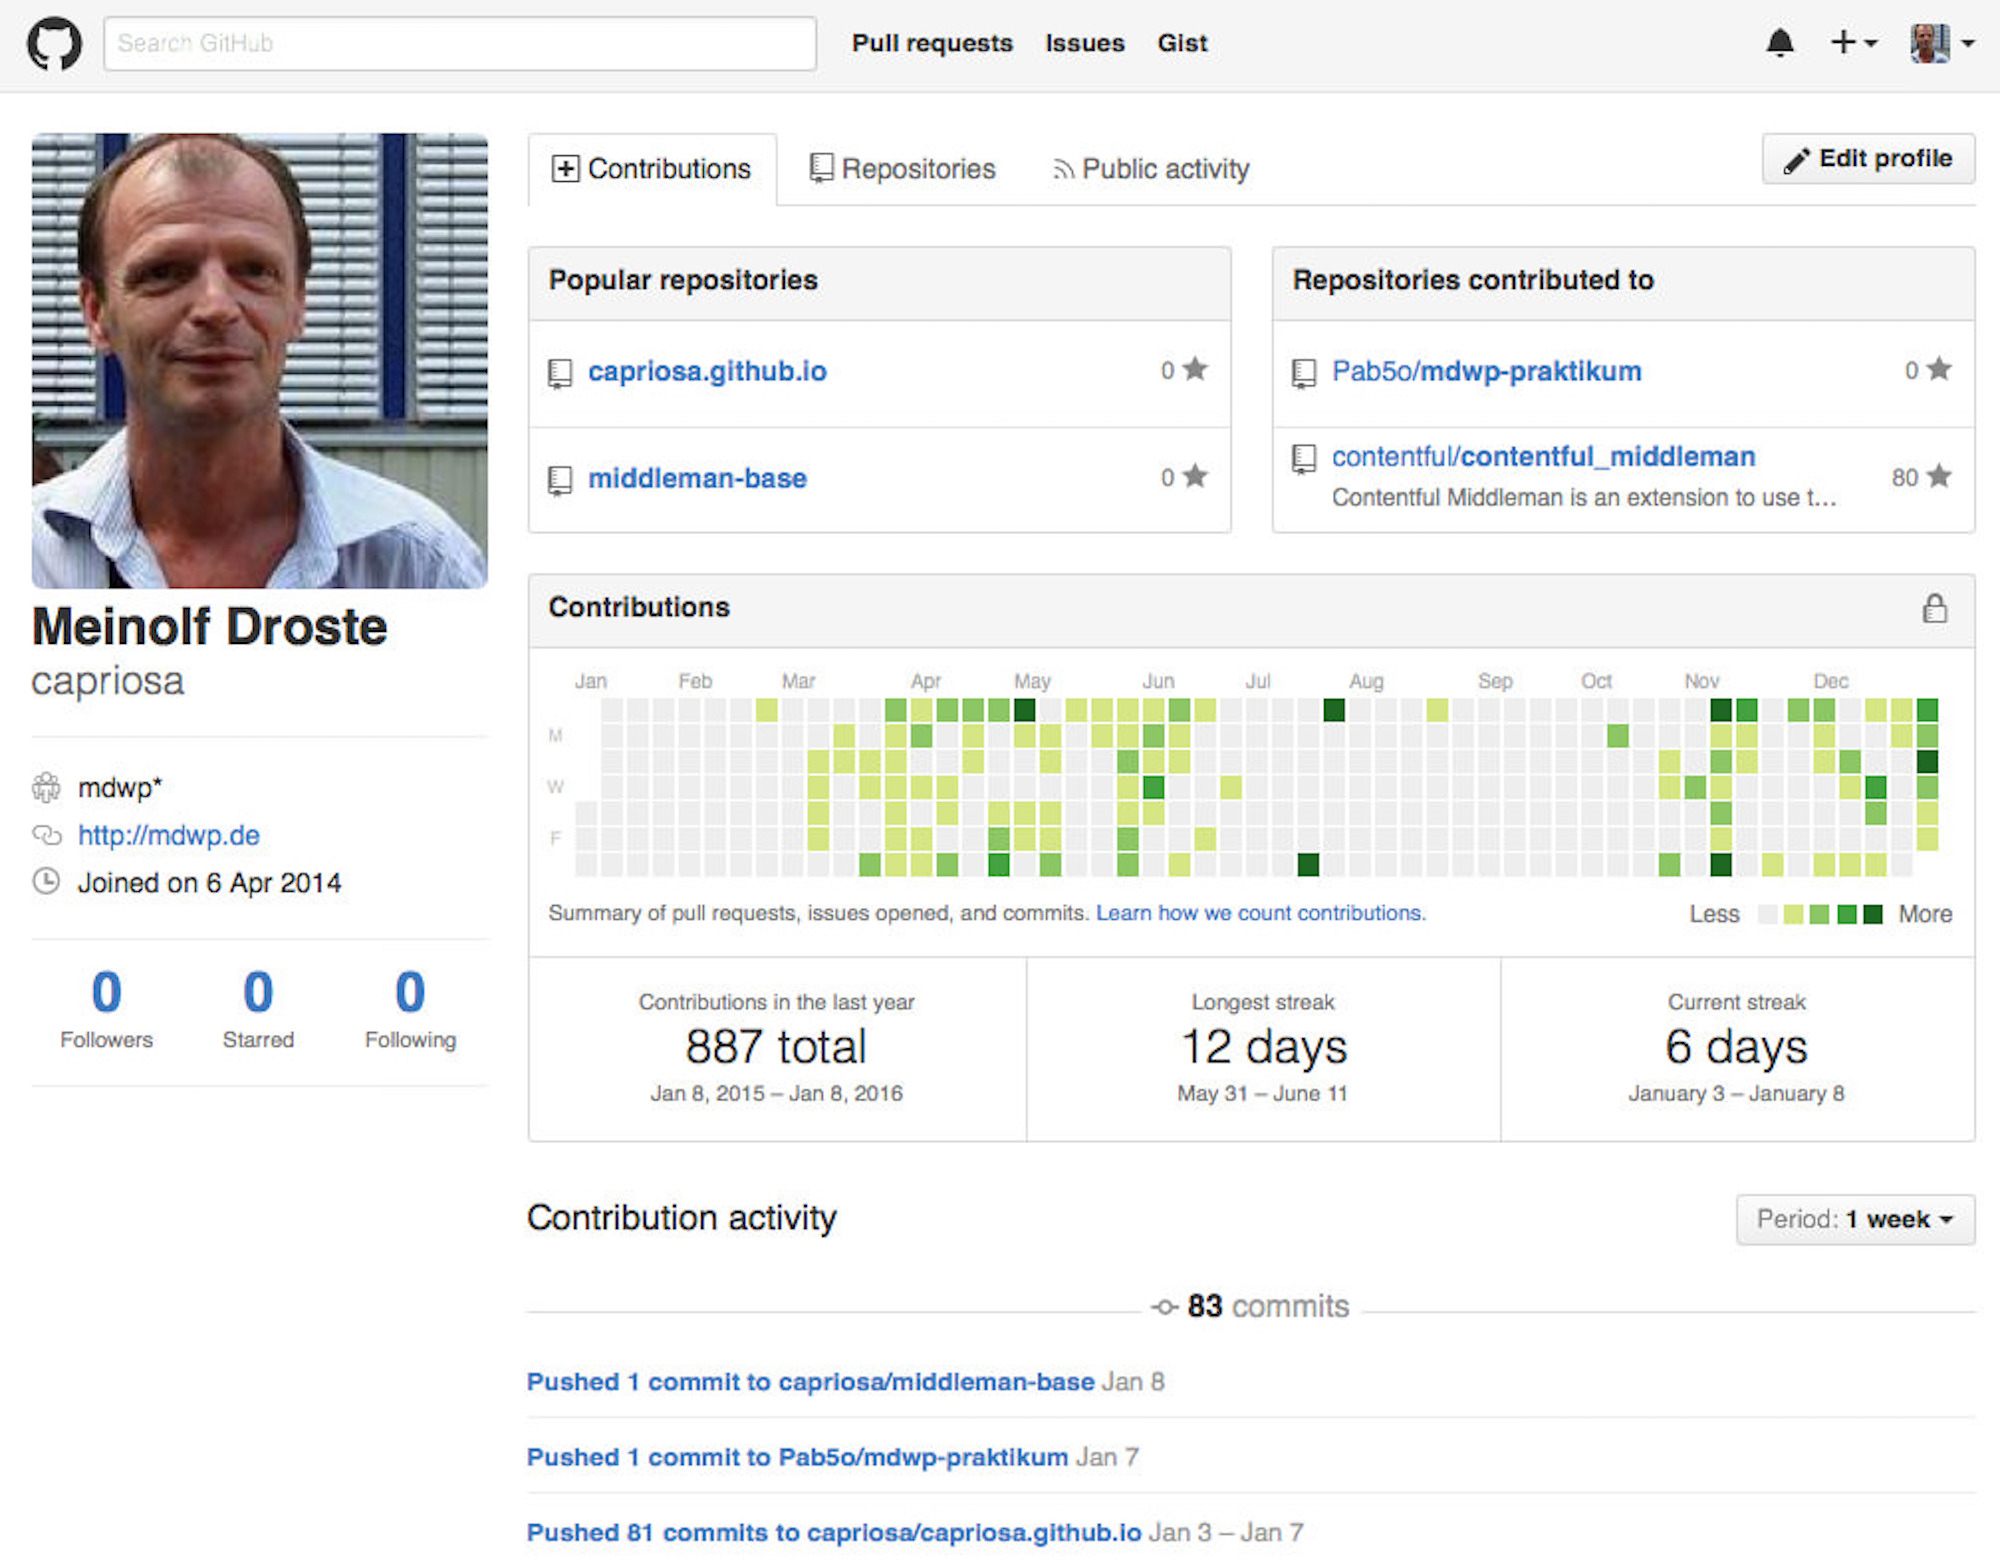 Search GitHub
Pull requests Issues Gist
Contributions Repositories Public activity
Edit profile
Meinolf Droste
capriosa
mdwp*
http://mdwp.de
Joined on 6 Apr 2014
0 0 0
Followers Starred Following
Popular repositories
capriosa.github.io 0
middleman-base 0
Repositories contributed to
Pab5o/mdwp-praktikum 0
contentful/contentful_middleman 80
Contentful Middleman is an extension to use t…
Contributions
Jan Feb Mar Apr May Jun Jul Aug Sep Oct Nov Dec
M
W
F
Summary of pull requests, issues opened, and commits. Learn how we count contributions.
Less More
Contributions in the last year
887 total
Jan 8, 2015 – Jan 8, 2016
Longest streak
12 days
May 31 – June 11
Current streak
6 days
January 3 – January 8
Contribution activity
Period: 1 week
83 commits
Pushed 1 commit to capriosa/middleman-base Jan 8
Pushed 1 commit to Pab5o/mdwp-praktikum Jan 7
Pushed 81 commits to capriosa/capriosa.github.io Jan 3 – Jan 7